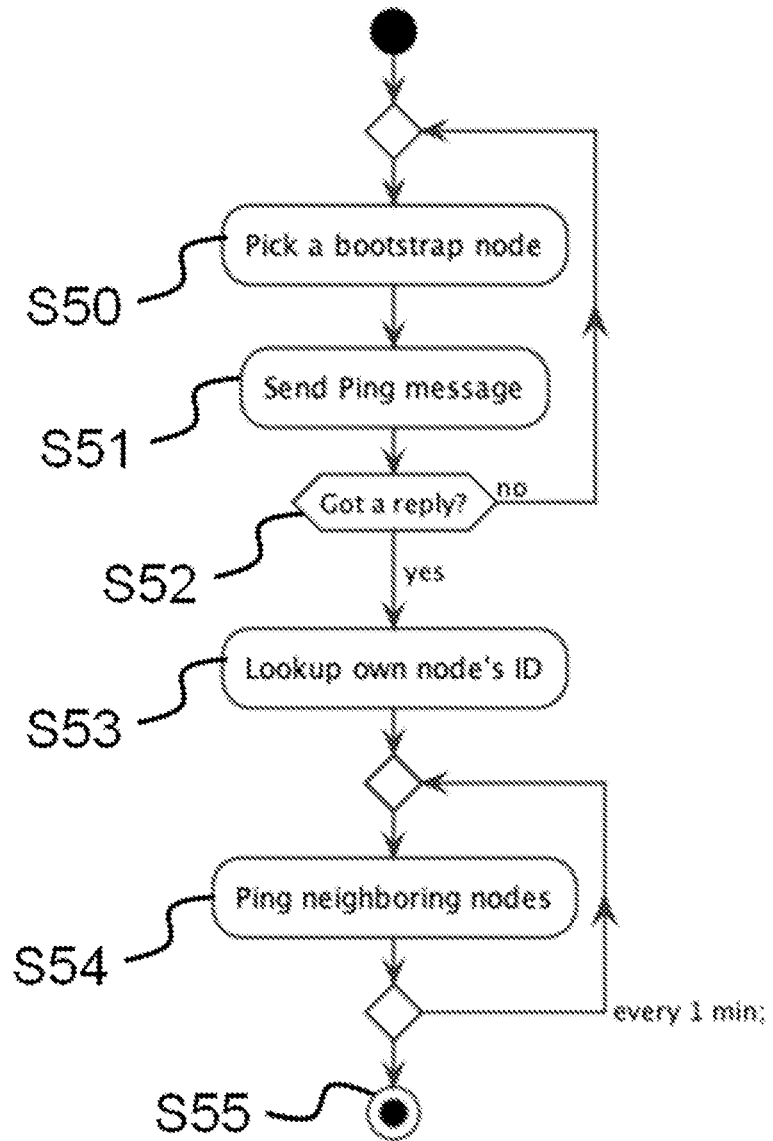 Pick a bootstrap node
S50
Send Ping message
S51
Got a reply?
no
S52
yes
Lookup own node's ID
S53
Ping neighboring nodes
S54
every 1 min;
S55